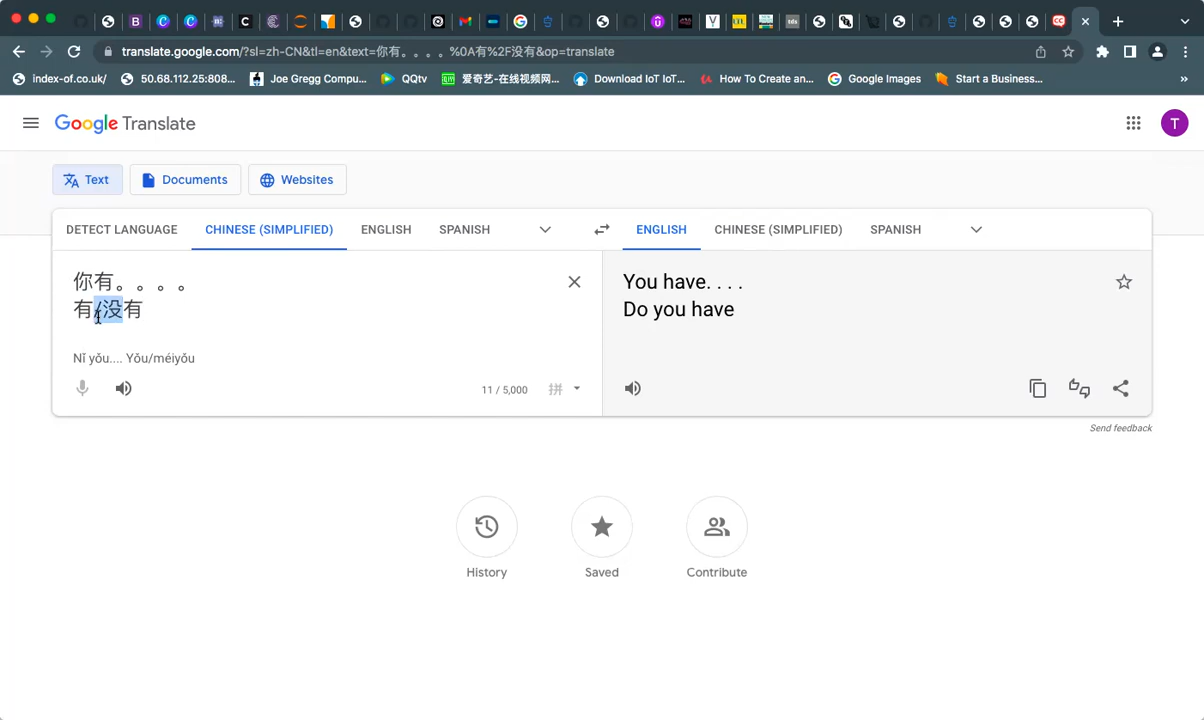 translate.google.com/?sl=zh-CN&tl=en&text=你有。。。。%0A有%2F没有&op=translate
index-of.co.uk/
50.68.112.25:808...
Joe Gregg Compu...
QQtv
爱奇艺-在线视频网...
Download IoT IoT...
How To Create an...
Google Images
Start a Business...
»
Google Translate
T
Text
Documents
Websites
DETECT LANGUAGE
CHINESE (SIMPLIFIED)
ENGLISH
SPANISH
ENGLISH
CHINESE (SIMPLIFIED)
SPANISH
你有。。。。
有/没有
Nǐ yǒu.... Yǒu/méiyǒu
11 / 5,000
拼
You have. . . .
Do you have
Send feedback
History
Saved
Contribute